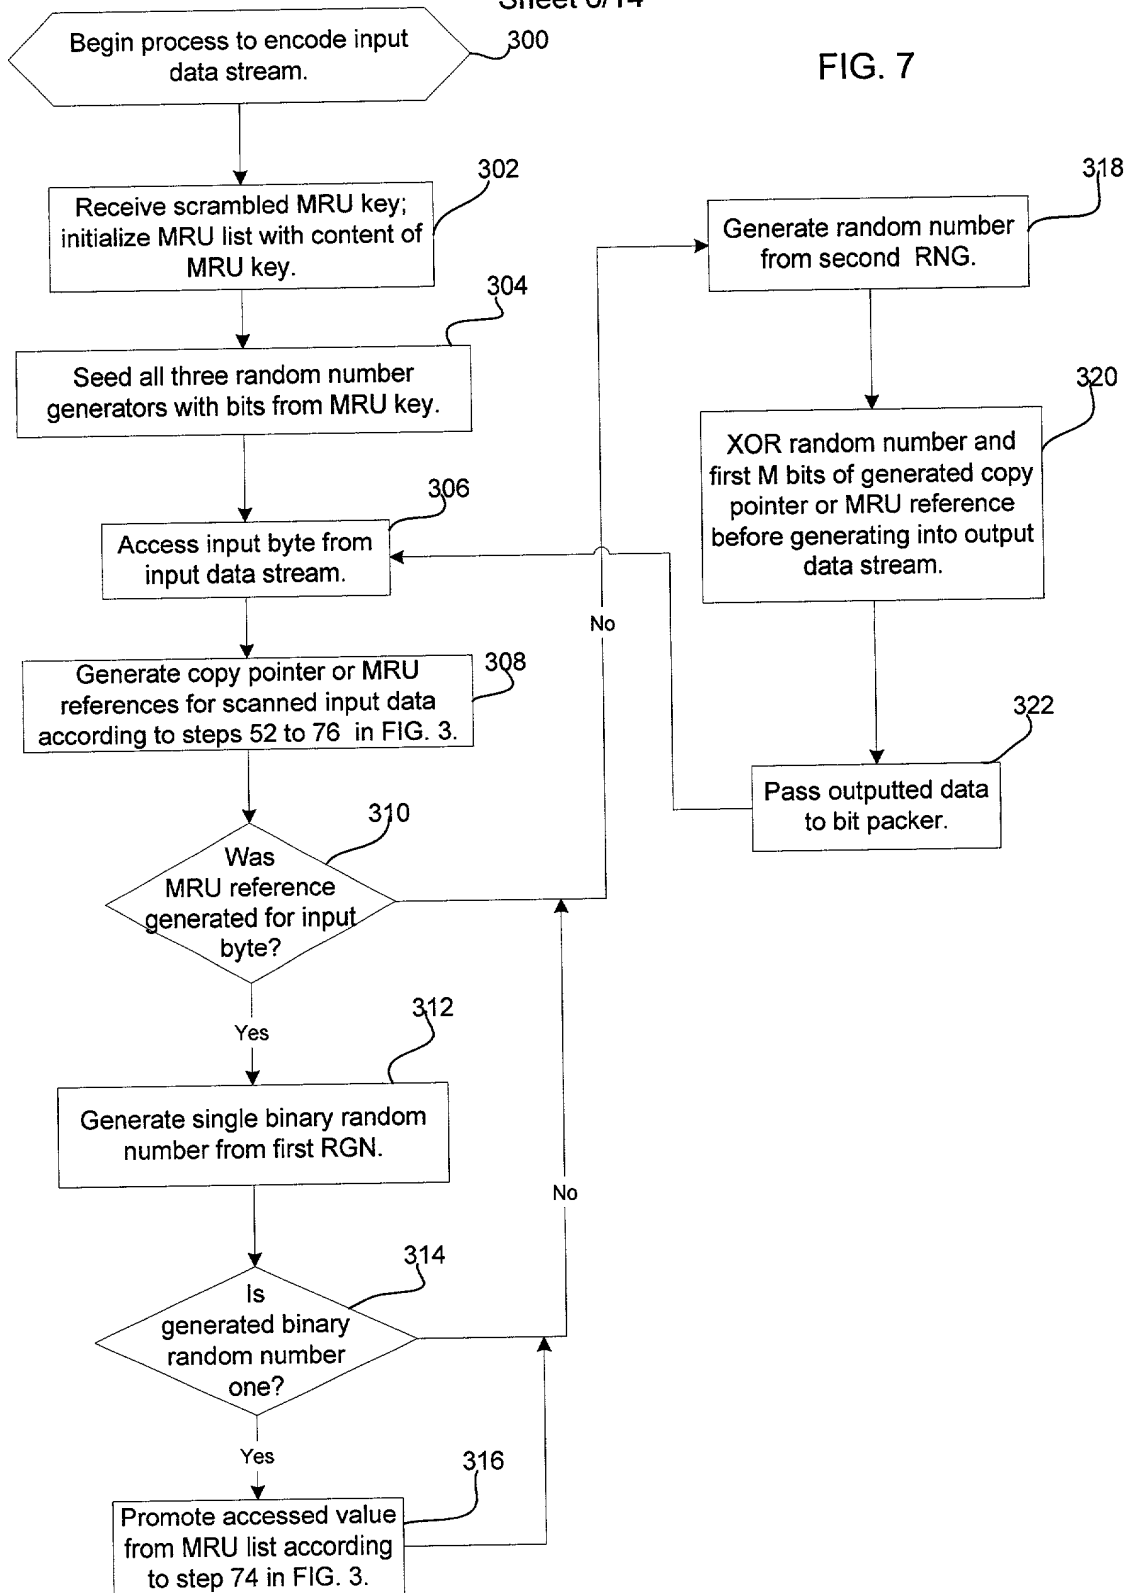 Sheet 6/14
FIG. 7
Begin process to encode input
data stream.
300
302
Receive scrambled MRU key;
initialize MRU list with content of
MRU key.
304
Seed all three random number
generators with bits from MRU key.
306
Access input byte from
input data stream.
308
Generate copy pointer or MRU
references for scanned input data
according to steps 52 to 76 in FIG. 3.
310
Was
MRU reference
generated for input
byte?
Yes
No
312
Generate single binary random
number from first RGN.
314
Is
generated binary
random number
one?
Yes
No
316
Promote accessed value
from MRU list according
to step 74 in FIG. 3.
318
Generate random number
from second RNG.
320
XOR random number and
first M bits of generated copy
pointer or MRU reference
before generating into output
data stream.
322
Pass outputted data
to bit packer.